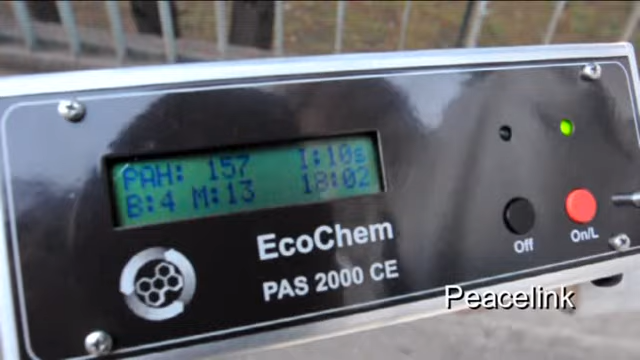 PAH: 157 I:10s
B:4 M:13 18:02
EcoChem
PAS 2000 CE
Off
On/L
Peacelink